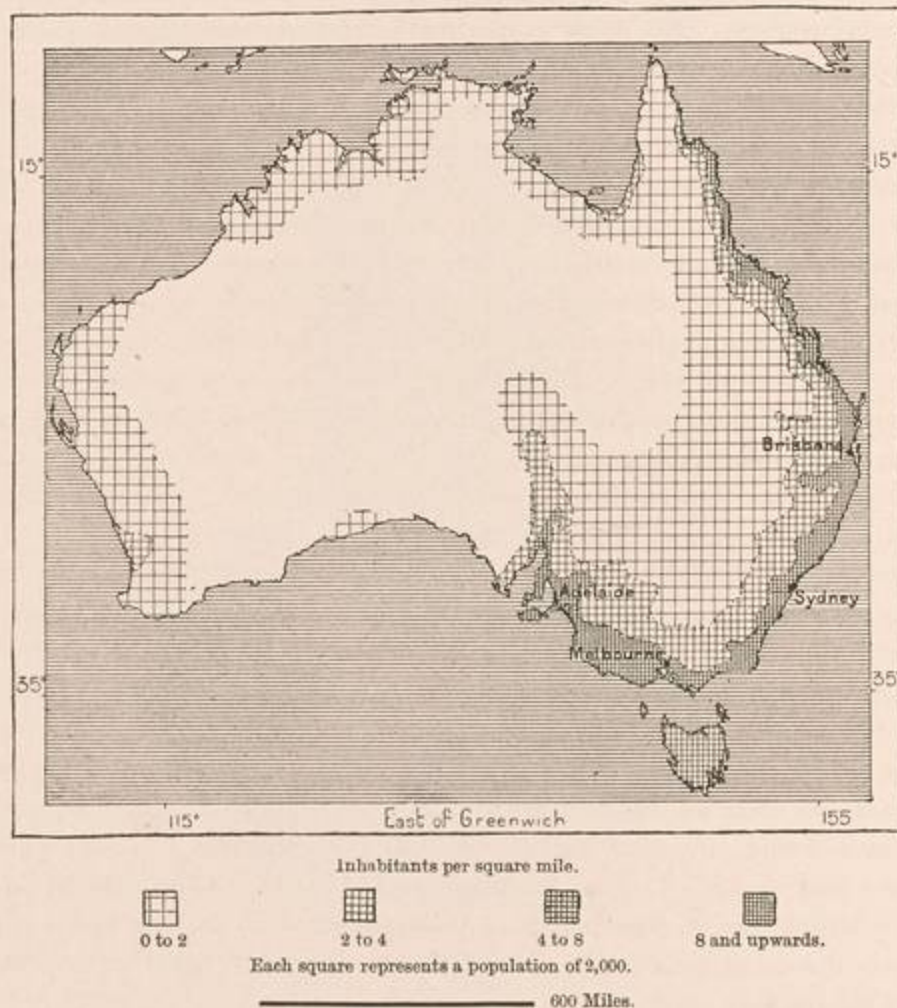 15°
15°
Brisbane
Adelaide
Sydney
Melbourne
35°
35°
115°
East of Greenwich
155
Inhabitants per square mile.
0 to 2
2 to 4
4 to 8
8 and upwards.
Each square represents a population of 2,000.
600 Miles.